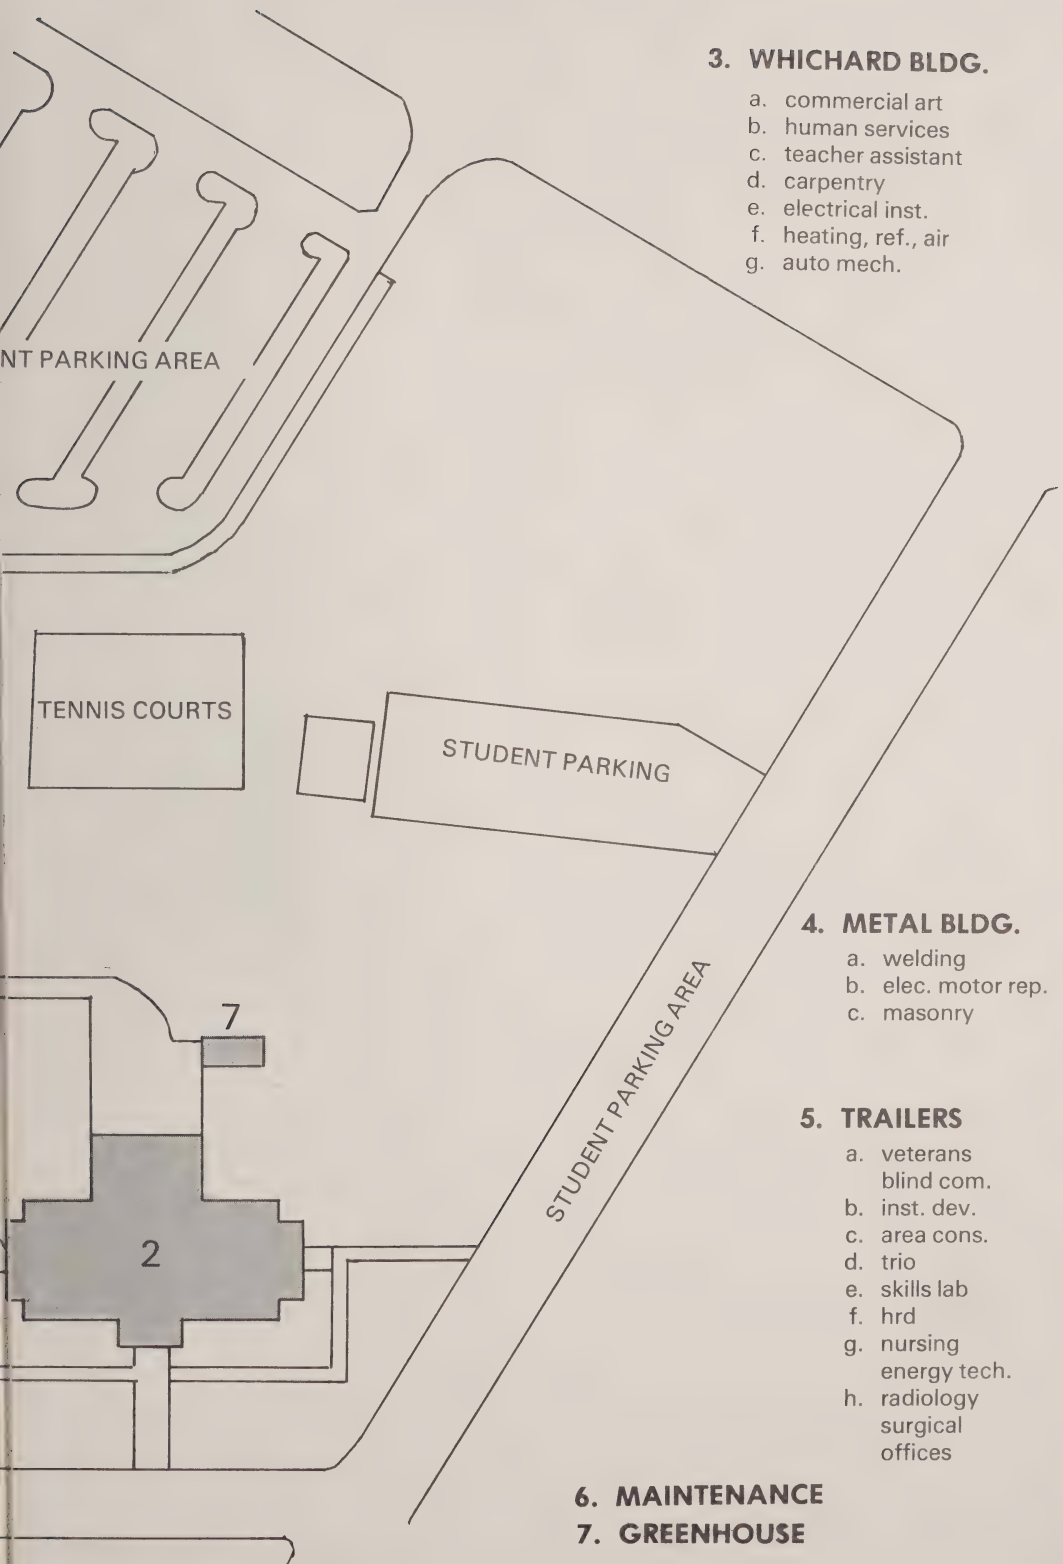 3. WHICHARD BLDG.
a. commercial art
b. human services
c. teacher assistant
d. carpentry
e. electrical inst.
f. heating, ref., air
g. auto mech.
NT PARKING AREA
TENNIS COURTS
STUDENT PARKING
4. METAL BLDG.
a. welding
b. elec. motor rep.
c. masonry
STUDENT PARKING AREA
7
2
5. TRAILERS
a. veterans
blind com.
b. inst. dev.
c. area cons.
d. trio
e. skills lab
f. hrd
g. nursing
energy tech.
h. radiology
surgical
offices
6. MAINTENANCE
7. GREENHOUSE